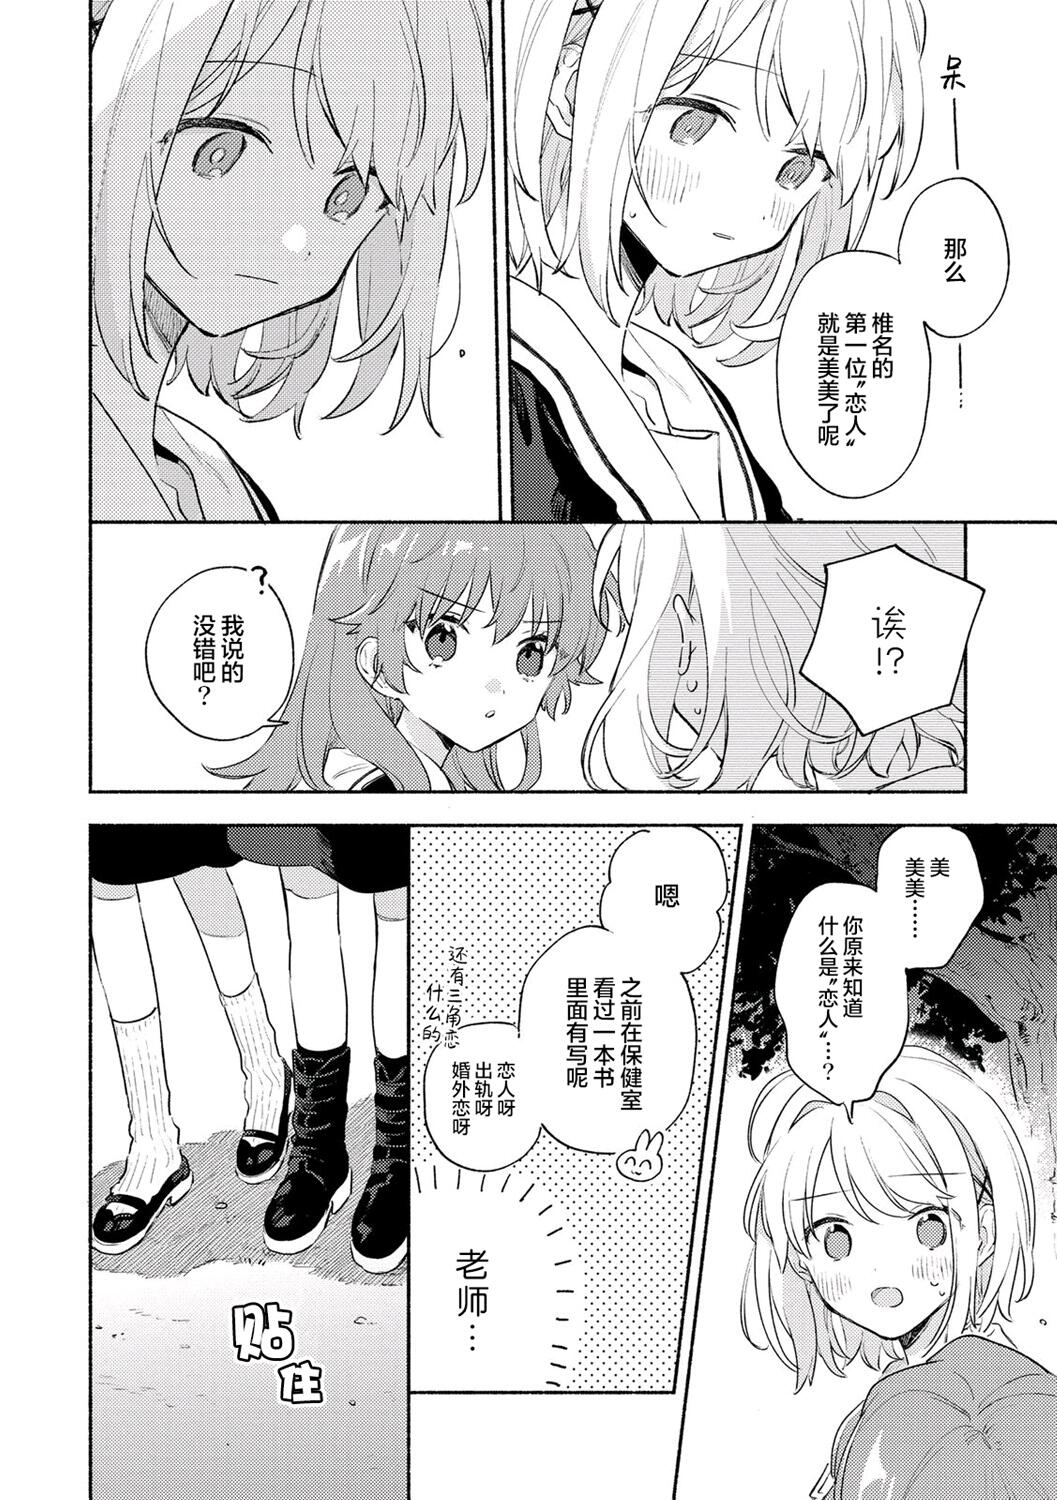 呆
那么
椎名的
第一位“恋人”
就是美美了呢
诶!?
?
我说的
没错吧？
美
美美……
你原来知道
什么是“恋人”…？
嗯
之前在保健室
看过一本书
里面有写呢
恋人呀
出轨呀
婚外恋呀
还有三角恋
什么的
老师…
贴住